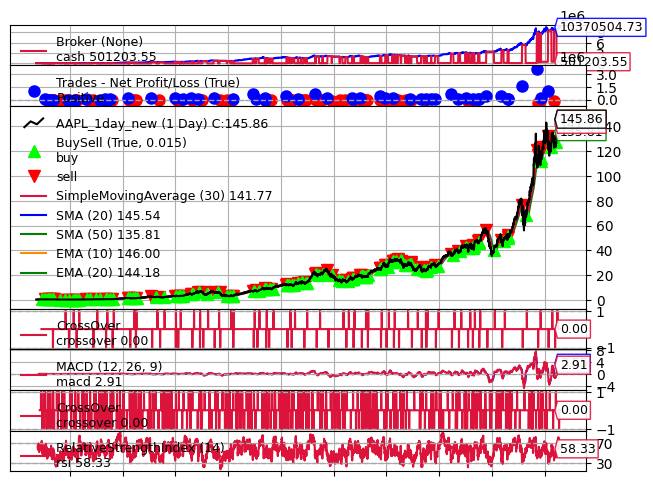 1e6
Broker (None)
cash 501203.55
10370504.73
6
501203.55
1e6
Trades - Net Profit/Loss (True)
Positive
3.0
1.5
0.0
AAPL_1day_new (1 Day) C:145.86
BuySell (True, 0.015)
buy
sell
SimpleMovingAverage (30) 141.77
SMA (20) 145.54
SMA (50) 135.81
EMA (10) 146.00
EMA (20) 144.18
145.86
140
120
100
80
60
40
20
0
CrossOver
crossover 0.00
1
0.00
−1
MACD (12, 26, 9)
macd 2.91
8
4
2.91
0
−4
CrossOver
crossover 0.00
1
0.00
−1
RelativeStrengthIndex (14)
rsi 58.33
70
58.33
30